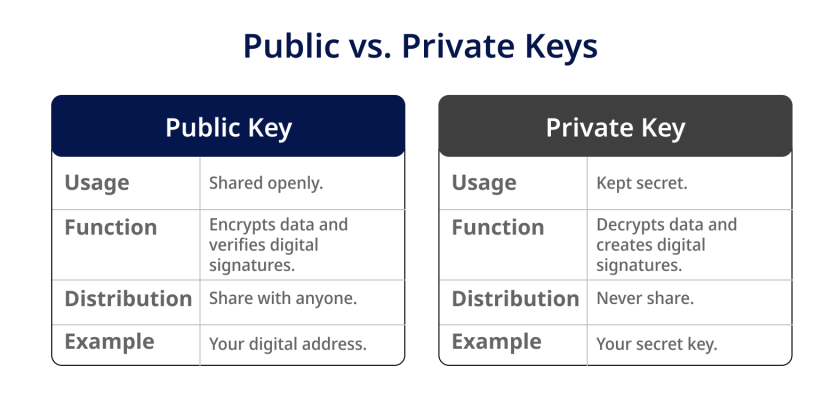 Public vs. Private Keys
Public Key
Usage
Shared openly.
Function
Encrypts data and
verifies digital
signatures.
Distribution
Share with anyone.
Example
Your digital address.
Private Key
Usage
Kept secret.
Function
Decrypts data and
creates digital
signatures.
Distribution
Never share.
Example
Your secret key.